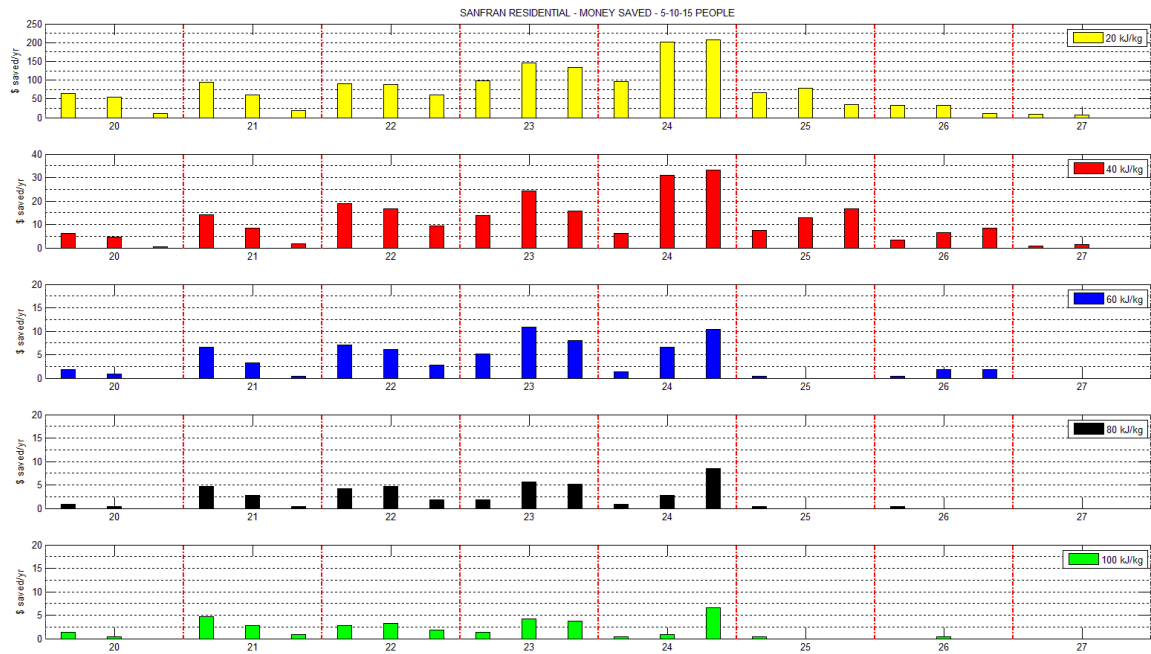 SANFRAN RESIDENTIAL - MONEY SAVED - 5-10-15 PEOPLE
250
200
150
100
50
0
$ saved/yr
20 kJ/kg
20 21 22 23 24 25 26 27
40
30
20
10
0
$ saved/yr
40 kJ/kg
20 21 22 23 24 25 26 27
20
15
10
5
0
$ saved/yr
60 kJ/kg
20 21 22 23 24 25 26 27
20
15
10
5
0
$ saved/yr
80 kJ/kg
20 21 22 23 24 25 26 27
20
15
10
5
0
$ saved/yr
100 kJ/kg
20 21 22 23 24 25 26 27